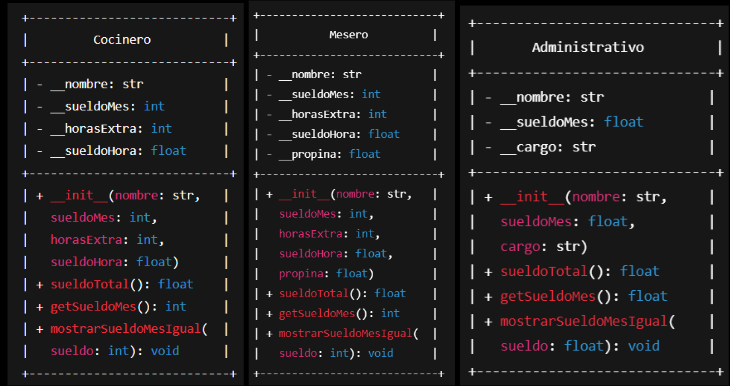 +---------------------------+
| Cocinero |
+---------------------------+
| - __nombre: str |
| - __sueldoMes: int |
| - __horasExtra: int |
| - __sueldoHora: float |
+---------------------------+
| + __init__(nombre: str, |
| sueldoMes: int, |
| horasExtra: int, |
| sueldoHora: float) |
| + sueldoTotal(): float |
| + getSueldoMes(): int |
| + mostrarSueldoMesIgual( |
| sueldo: int): void |
+---------------------------+
+---------------------------+
| Mesero |
+---------------------------+
| - __nombre: str |
| - __sueldoMes: int |
| - __horasExtra: int |
| - __sueldoHora: float |
| - __propina: float |
+---------------------------+
| + __init__(nombre: str, |
| sueldoMes: int, |
| horasExtra: int, |
| sueldoHora: float, |
| propina: float) |
| + sueldoTotal(): float |
| + getSueldoMes(): int |
| + mostrarSueldoMesIgual( |
| sueldo: int): void |
+---------------------------+
+---------------------------+
| Administrativo |
+---------------------------+
| - __nombre: str |
| - __sueldoMes: float |
| - __cargo: str |
+---------------------------+
| + __init__(nombre: str, |
| sueldoMes: float, |
| cargo: str) |
| + sueldoTotal(): float |
| + getSueldoMes(): float |
| + mostrarSueldoMesIgual( |
| sueldo: float): void |
+---------------------------+